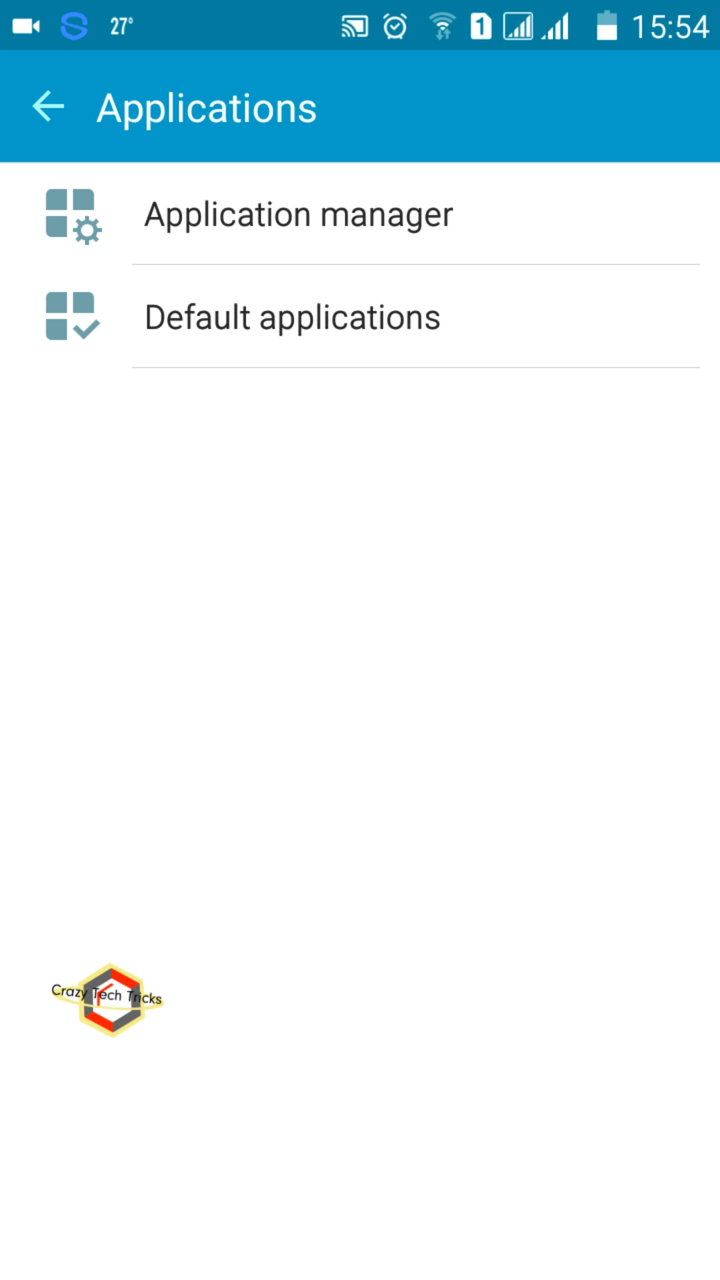 27°
1
15:54
Applications
Application manager
Default applications
Crazy Tech Tricks